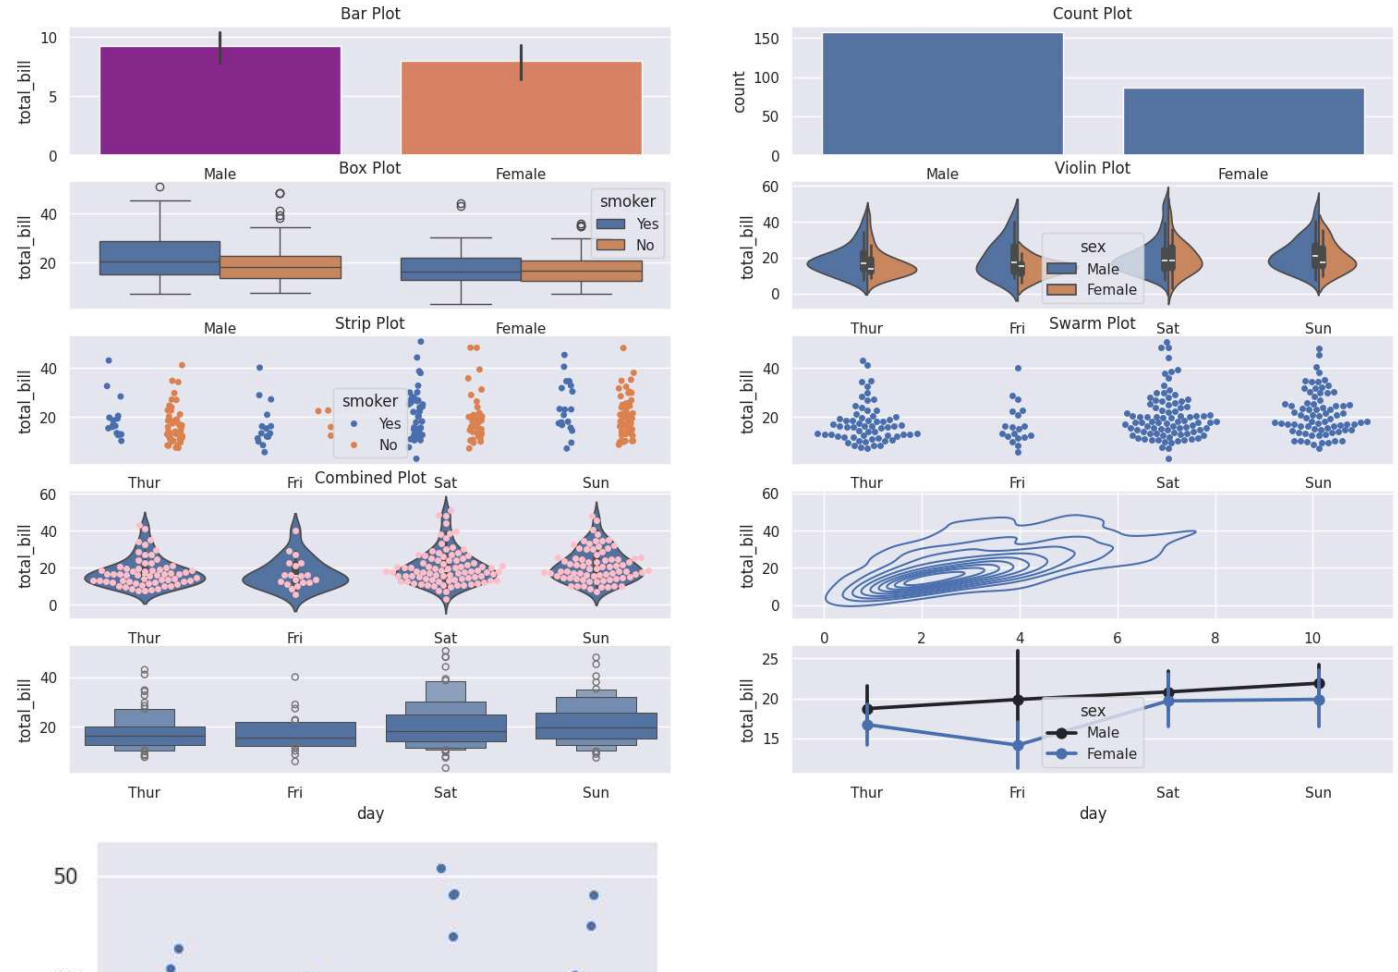 Bar Plot
10
5
0
total_bill
Male
Female
Count Plot
150
100
50
0
count
Male
Female
Box Plot
40
20
total_bill
smoker
Yes
No
Male
Female
Violin Plot
60
40
20
0
total_bill
sex
Male
Female
Thur
Fri
Sat
Sun
Strip Plot
40
20
total_bill
smoker
Yes
No
Thur
Fri
Sat
Sun
Swarm Plot
40
20
total_bill
Thur
Fri
Sat
Sun
Combined Plot
60
40
20
0
total_bill
Thur
Fri
Sat
Sun
60
40
20
0
total_bill
0
2
4
6
8
10
40
20
total_bill
Thur
Fri
Sat
Sun
day
25
20
15
total_bill
sex
Male
Female
Thur
Fri
Sat
Sun
day
50